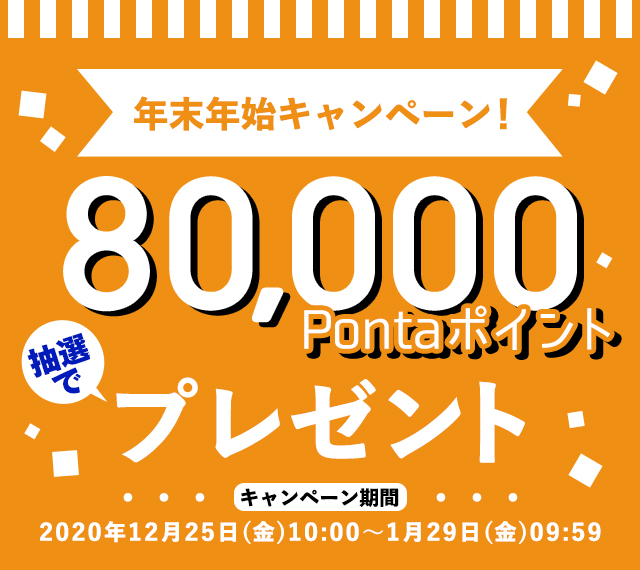 年末年始キャンペーン!
80,000
Pontaポイント
抽選
で
プレゼント
キャンペーン期間
2020年12月25日(金)10:00〜1月29日(金)09:59